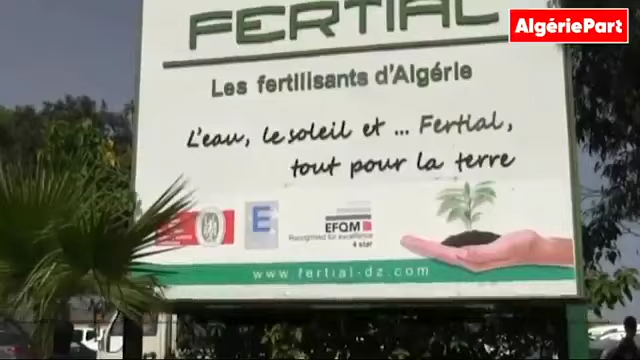 FERTIAL
AlgériePart
Les fertilisants d'Algérie
L'eau, le soleil et ... Fertial,
tout pour la terre
E
EFQM
Recognised for excellence
4 star
www.fertial-dz.com